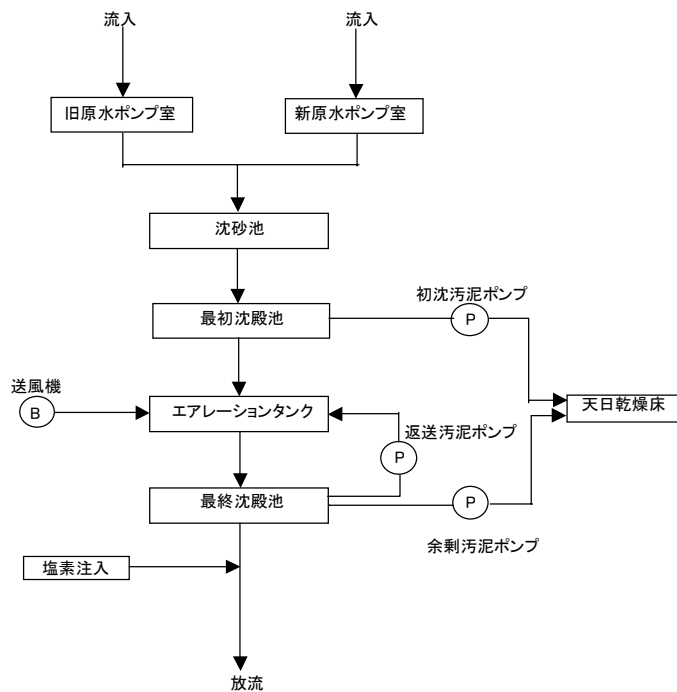 流入
流入
旧原水ポンプ室
新原水ポンプ室
沈砂池
初沈汚泥ポンプ
最初沈殿池
P
送風機
B
エアレーションタンク
天日乾燥床
返送汚泥ポンプ
P
最終沈殿池
P
余剰汚泥ポンプ
塩素注入
放流